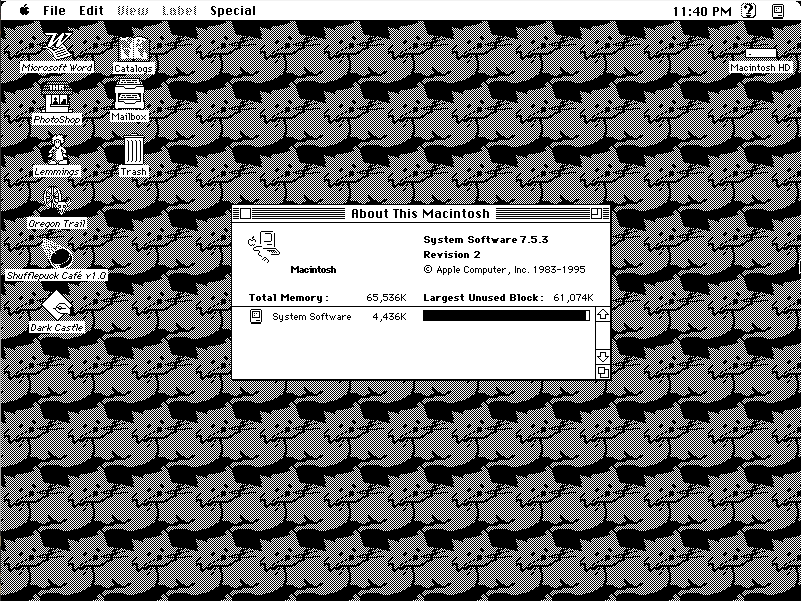 File Edit View Label Special 11:40 PM
Microsoft Word
Catalogs
Macintosh HD
PhotoShop
Mailbox
Lemmings
Trash
Oregon Trail
Shufflepuck Café v1.0
Dark Castle
About This Macintosh
System Software 7.5.3
Revision 2
Macintosh
© Apple Computer, Inc. 1983-1995
Total Memory: 65,536K Largest Unused Block: 61,074K
System Software 4,436K